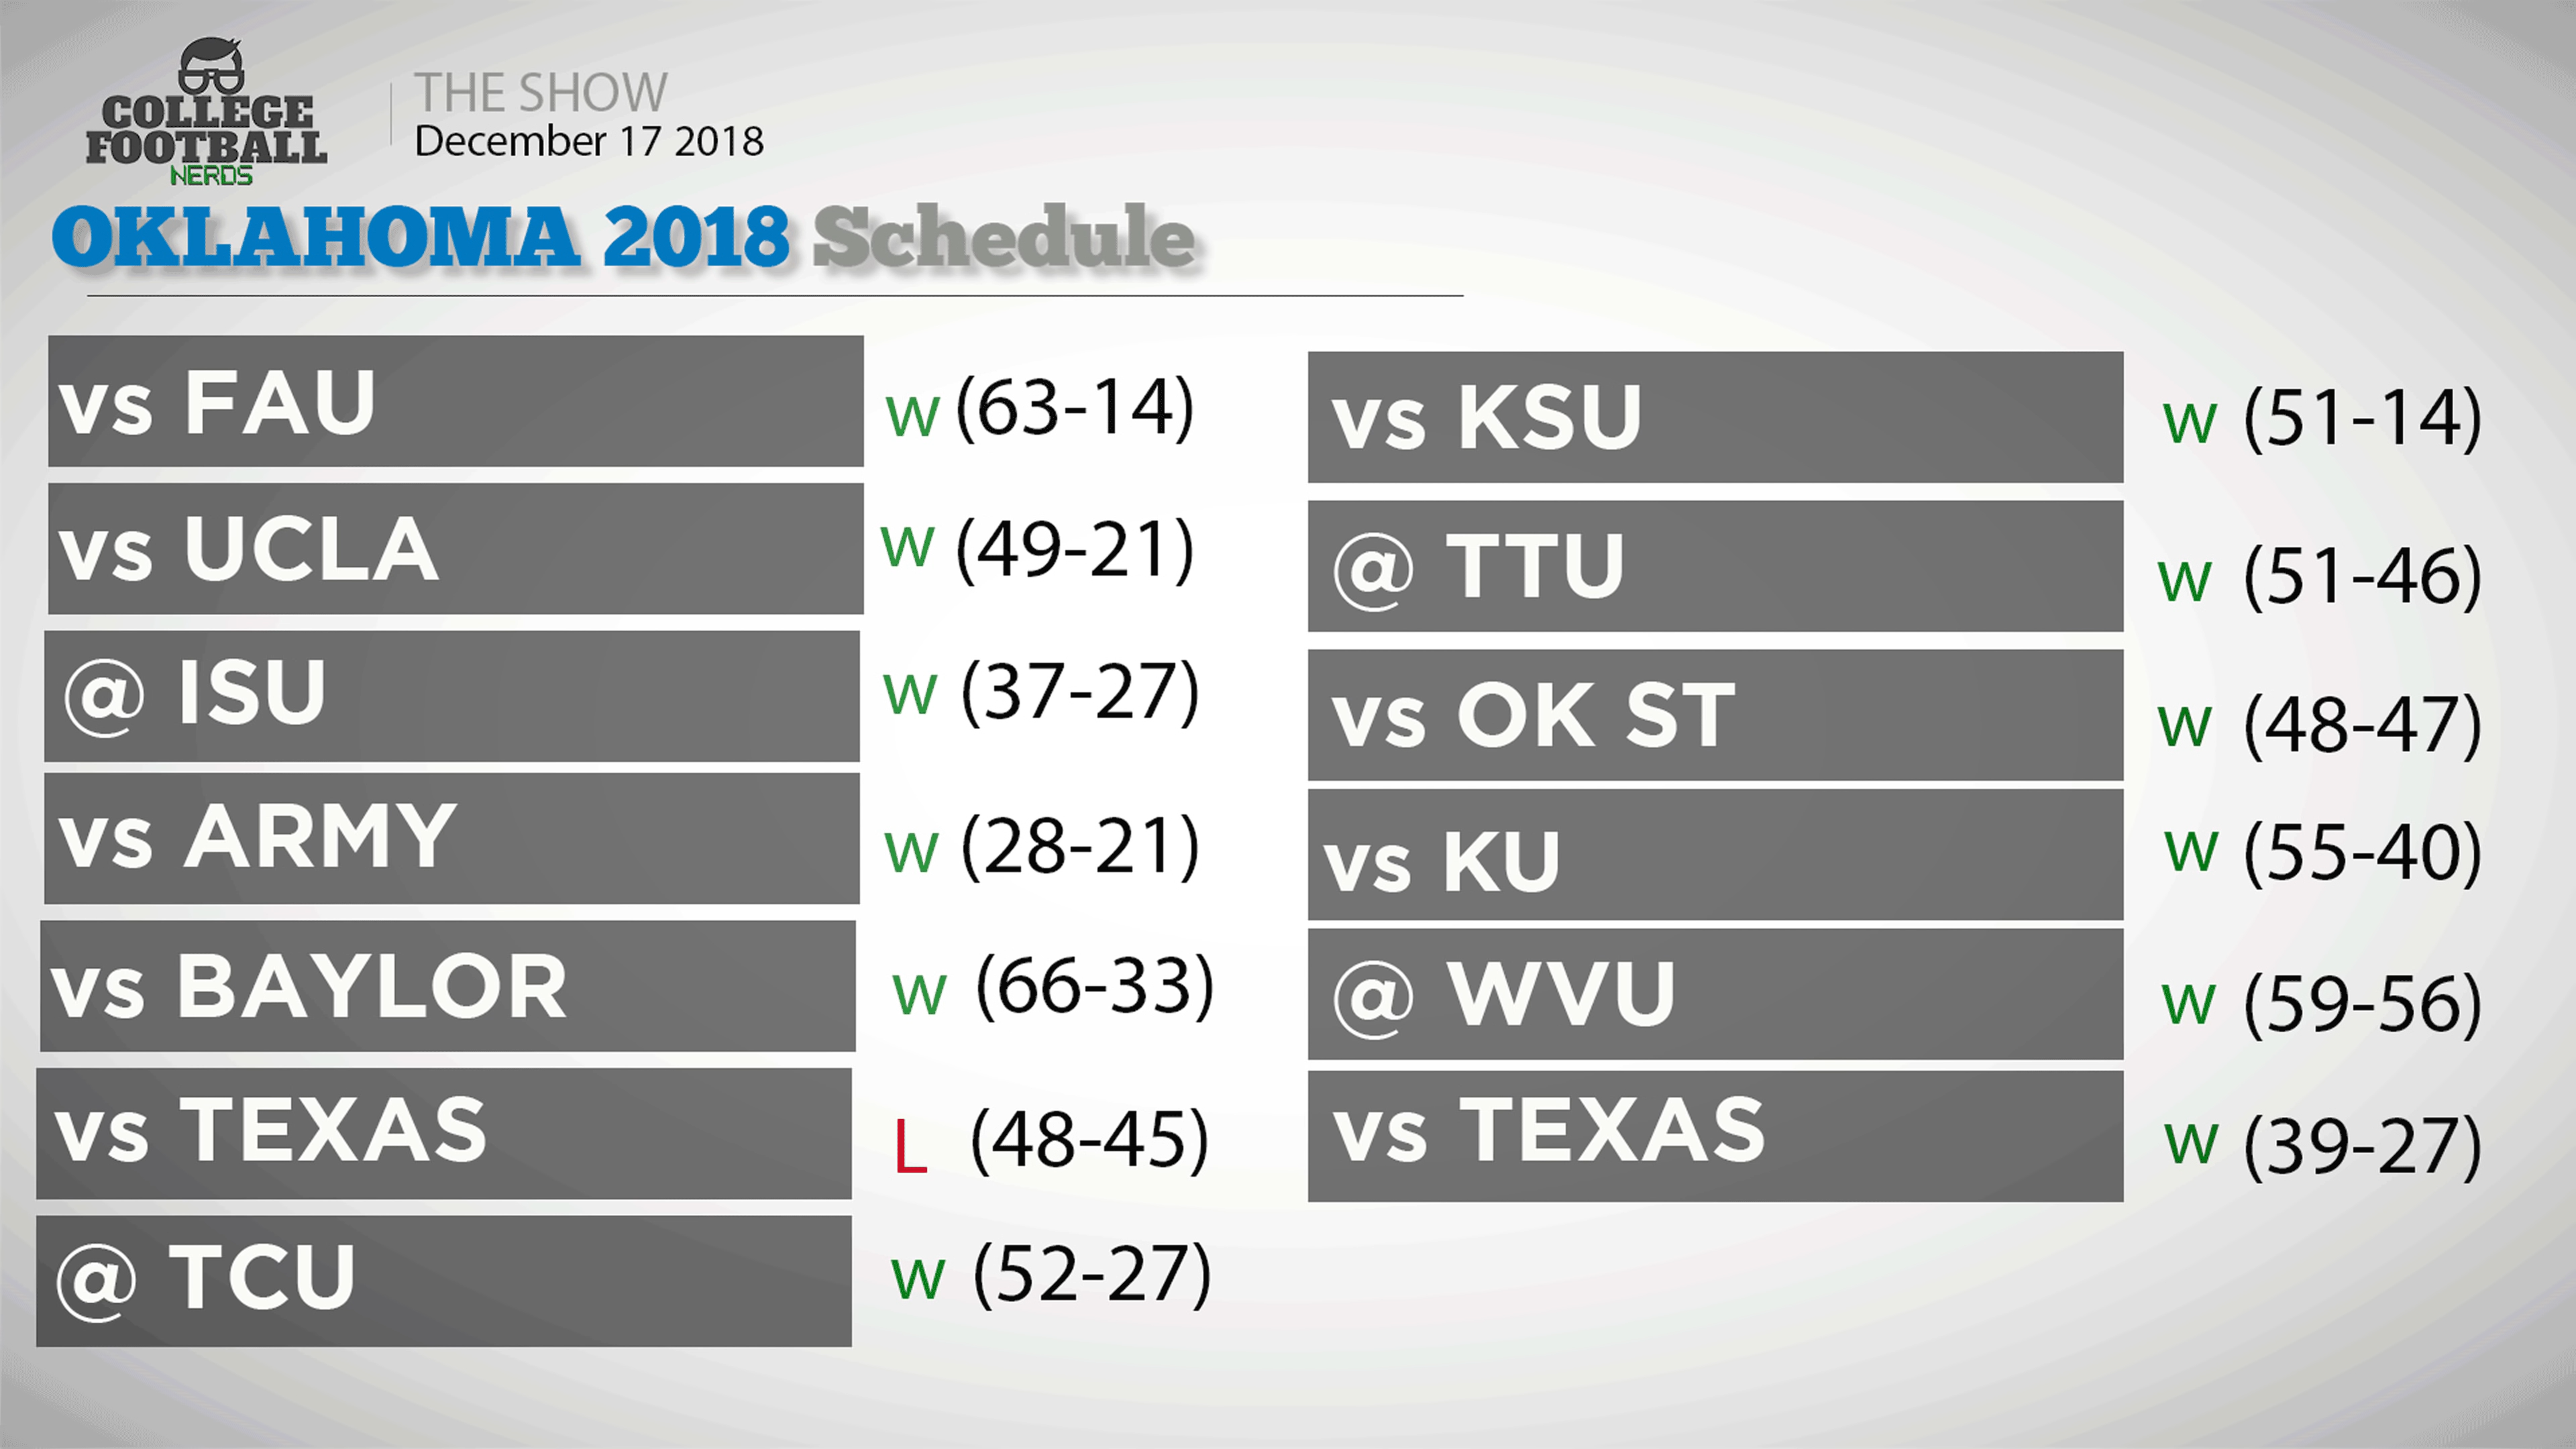 COLLEGE
FOOTBALL
NERDS
THE SHOW
December 17 2018
OKLAHOMA 2018 Schedule
vs FAU W (63-14)
vs UCLA W (49-21)
@ ISU W (37-27)
vs ARMY W (28-21)
vs BAYLOR W (66-33)
vs TEXAS L (48-45)
@ TCU W (52-27)
vs KSU W (51-14)
@ TTU W (51-46)
vs OK ST W (48-47)
vs KU W (55-40)
@ WVU W (59-56)
vs TEXAS W (39-27)